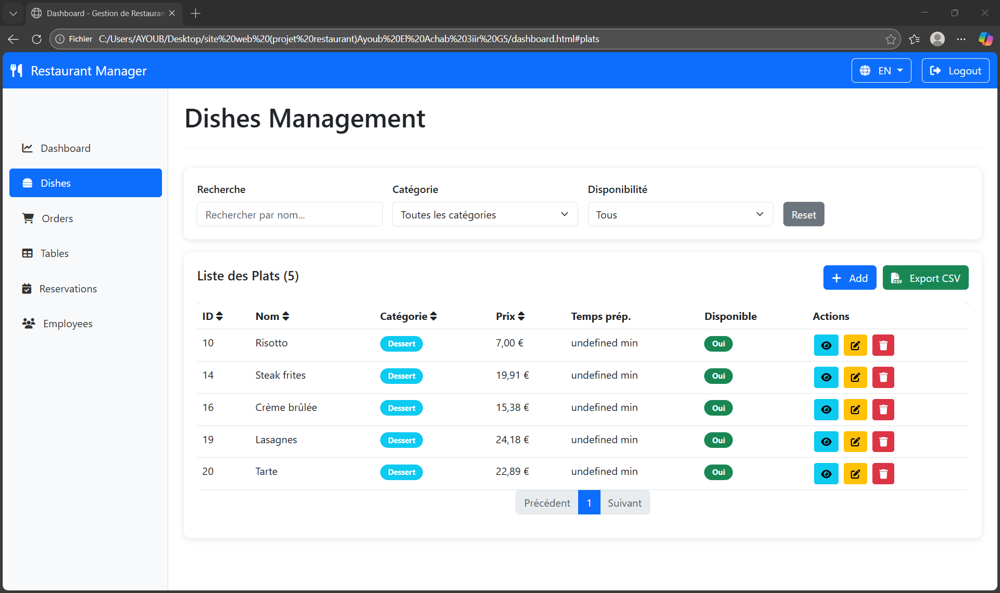 Dashboard - Gestion de Restauran
Fichier C:/Users/AYOUB/Desktop/site%20web%20(projet%20restaurant)Ayoub%20El%20Achab%203iir%20G5/dashboard.html#plats
Restaurant Manager
EN
Logout
Dashboard
Dishes
Orders
Tables
Reservations
Employees
Dishes Management
Recherche Catégorie Disponibilité
Rechercher par nom... Toutes les catégories Tous Reset
Liste des Plats (5)
Add
CSV Export CSV
ID Nom Catégorie Prix Temps prép. Disponible Actions
10 Risotto Dessert 7,00 € undefined min Oui
14 Steak frites Dessert 19,91 € undefined min Oui
16 Crème brûlée Dessert 15,38 € undefined min Oui
19 Lasagnes Dessert 24,18 € undefined min Oui
20 Tarte Dessert 22,89 € undefined min Oui
Précédent 1 Suivant